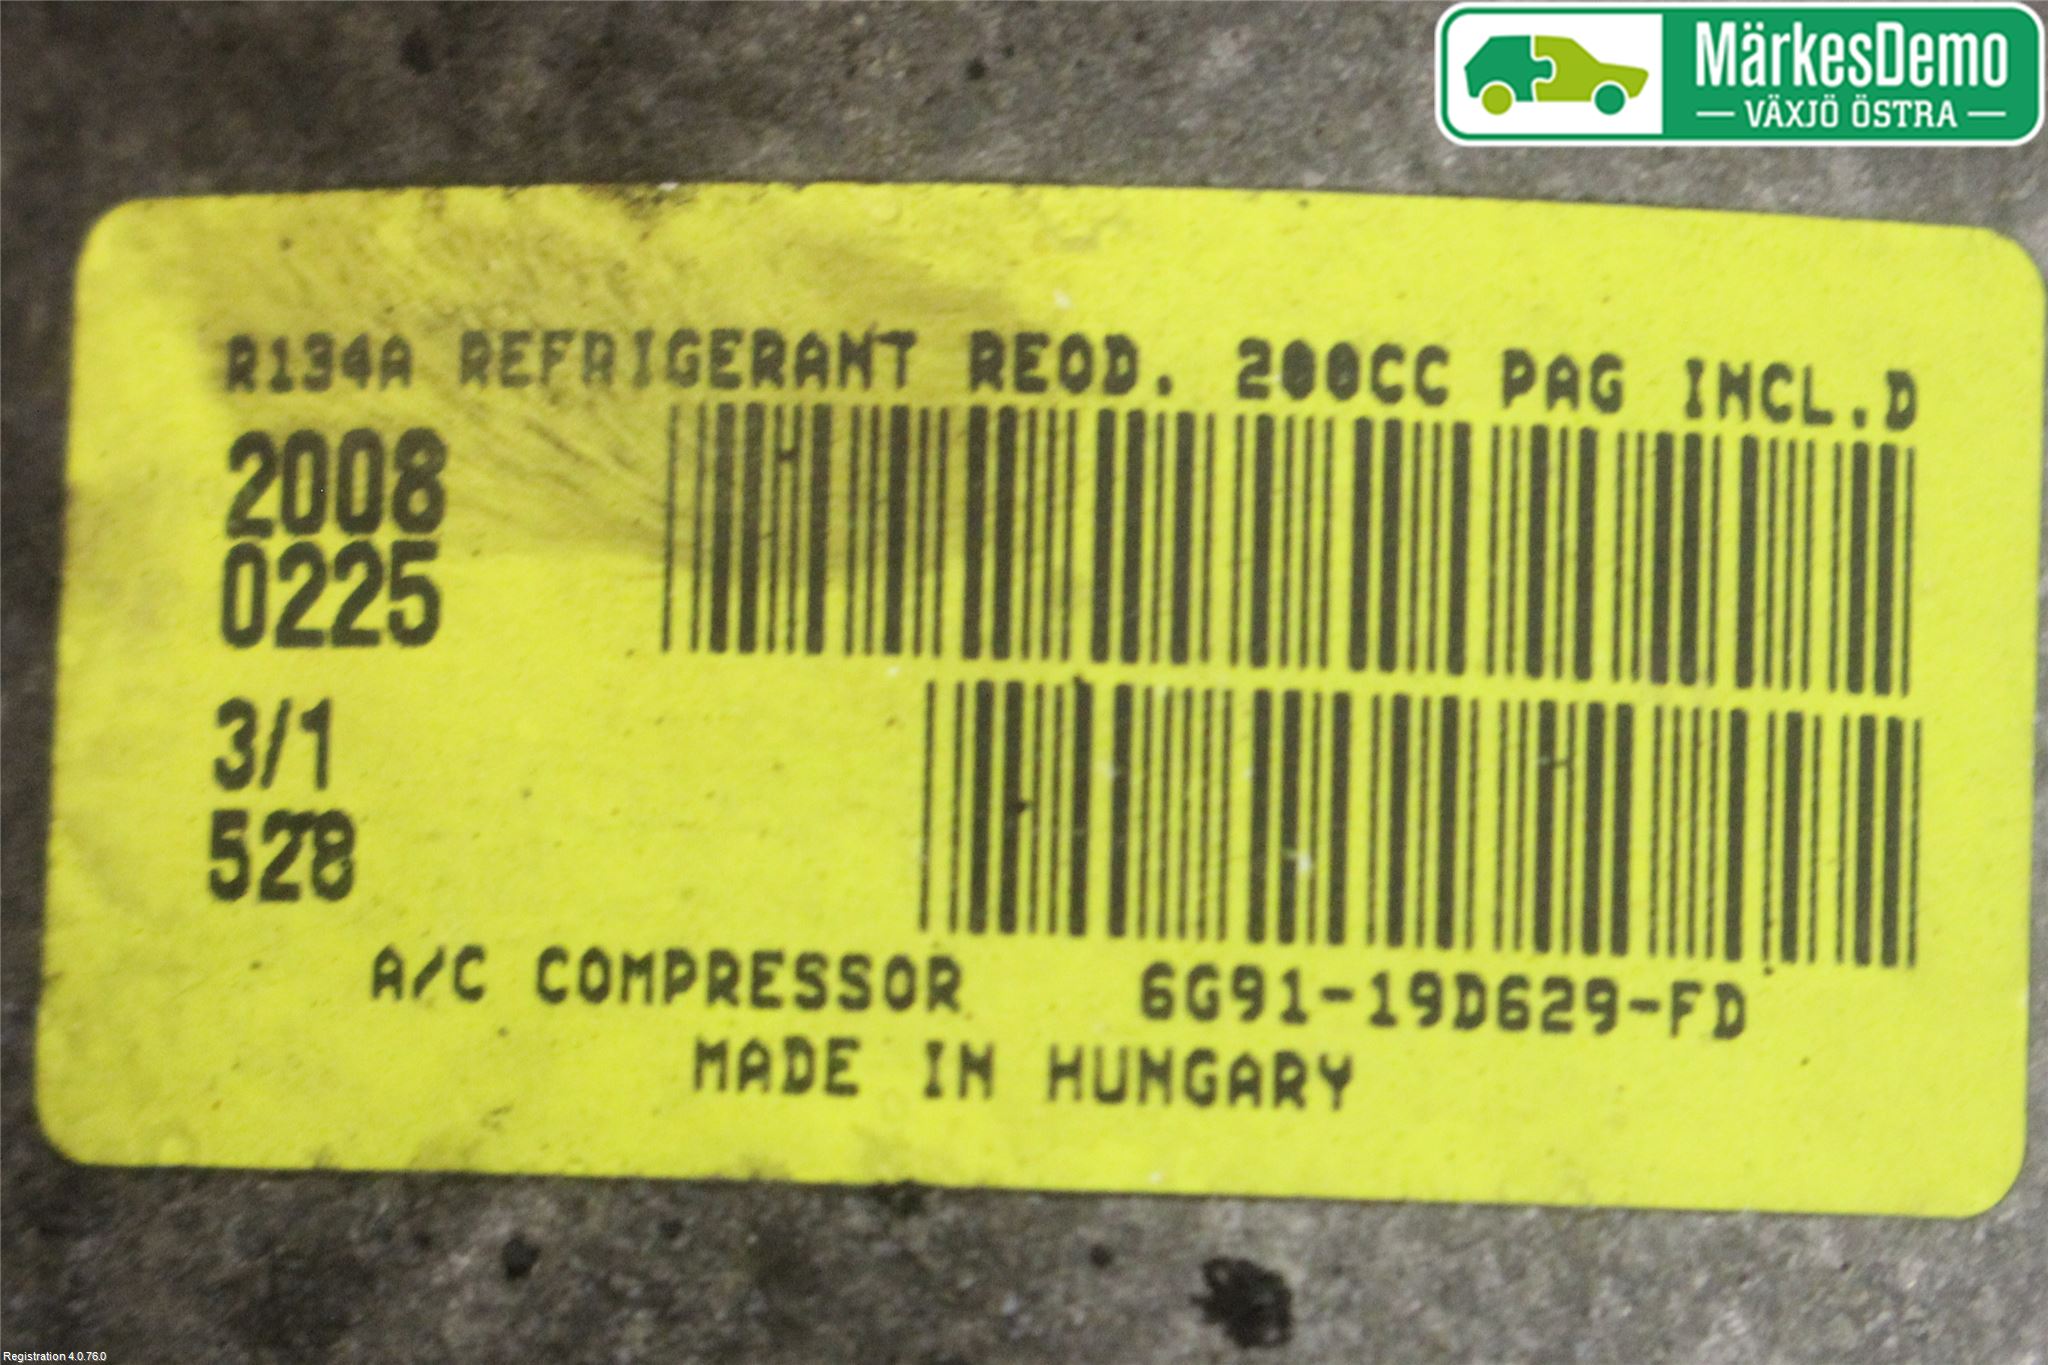 MärkesDemo
VÄXJÖ ÖSTRA
R134A REFRIGERANT REOD. 200CC PAG INCL.D
2008
0225
3/1
528
A/C COMPRESSOR 6G91-19D629-FD
MADE IN HUNGARY
Registration 4.0.76.0